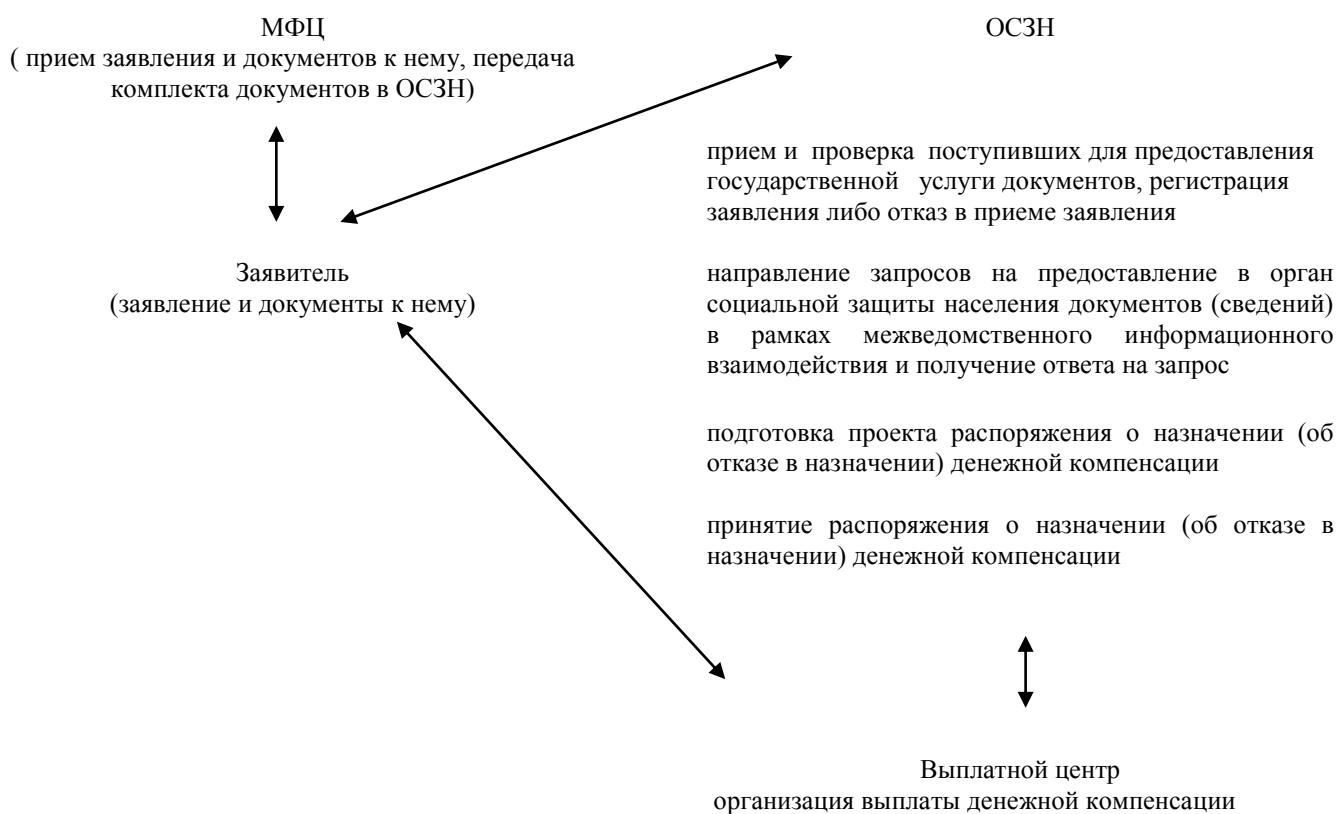 МФЦ
( прием заявления и документов к нему, передача
комплекта документов в ОСЗН)
Заявитель
(заявление и документы к нему)
ОСЗН
прием и проверка поступивших для предоставления
государственной услуги документов, регистрация
заявления либо отказ в приеме заявления
направление запросов на предоставление в орган
социальной защиты населения документов (сведений)
в рамках межведомственного информационного
взаимодействия и получение ответа на запрос
подготовка проекта распоряжения о назначении (об
отказе в назначении) денежной компенсации
принятие распоряжения о назначении (об отказе в
назначении) денежной компенсации
Выплатной центр
организация выплаты денежной компенсации